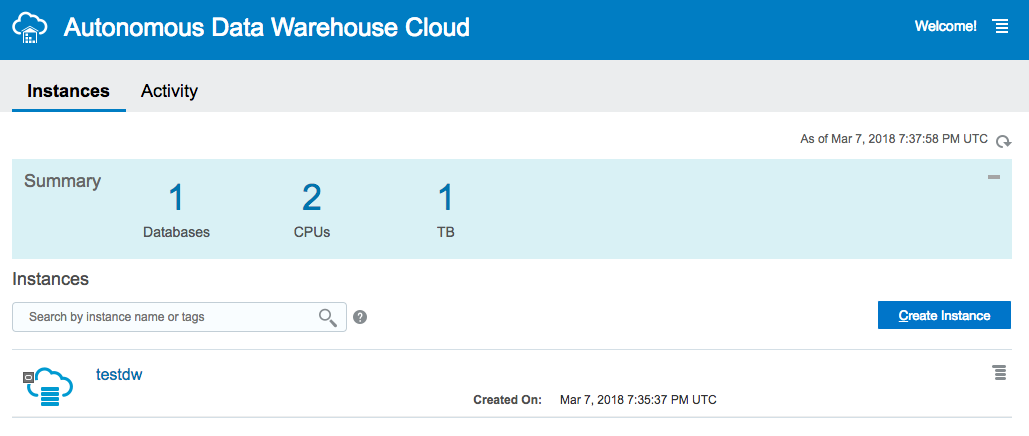 Autonomous Data Warehouse Cloud
Welcome!
Instances Activity
As of Mar 7, 2018 7:37:58 PM UTC
Summary
1 2 1
Databases CPUs TB
Instances
Search by instance name or tags
?
Create Instance
testdw
Created On: Mar 7, 2018 7:35:37 PM UTC